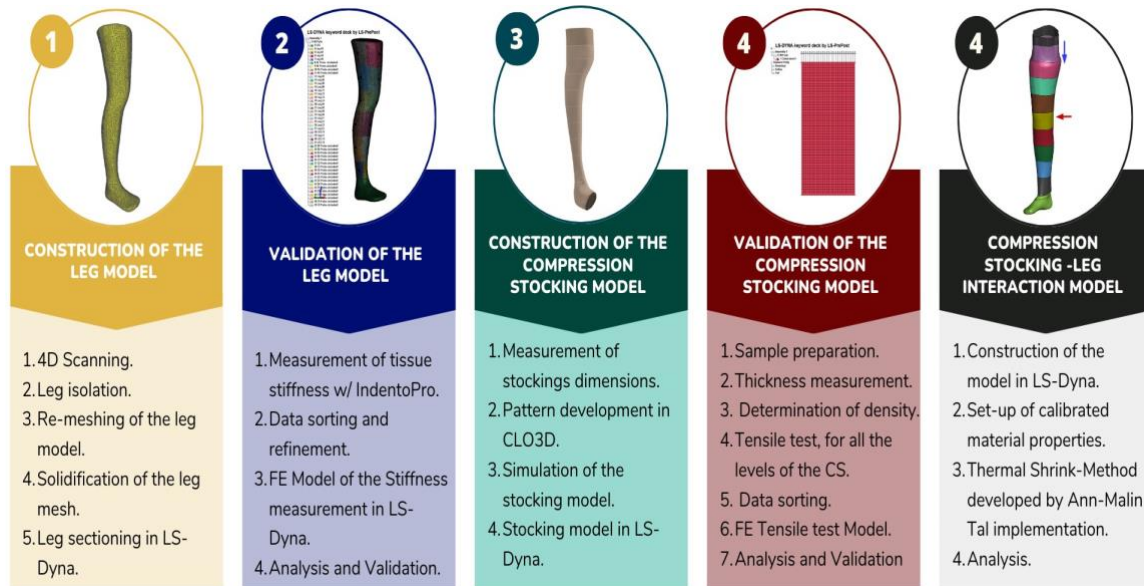 1
CONSTRUCTION OF THE
LEG MODEL
1. 4D Scanning.
2. Leg isolation.
3. Re-meshing of the leg
model.
4. Solidification of the leg
mesh.
5. Leg sectioning in LS-
Dyna.
2
LS-DYNA keyword deck by LS-PrePost
VALIDATION OF THE
LEG MODEL
1. Measurement of tissue
stiffness w/ IndentoPro.
2. Data sorting and
refinement.
3. FE Model of the Stiffness
measurement in LS-
Dyna.
4. Analysis and Validation.
3
CONSTRUCTION OF THE
COMPRESSION
STOCKING MODEL
1. Measurement of
stockings dimensions.
2. Pattern development in
CLO3D.
3. Simulation of the
stocking model.
4. Stocking model in LS-
Dyna.
4
LS-DYNA keyword deck by LS-PrePost
VALIDATION OF THE
COMPRESSION
STOCKING MODEL
1. Sample preparation.
2. Thickness measurement.
3. Determination of density.
4. Tensile test, for all the
levels of the CS.
5. Data sorting.
6. FE Tensile test Model.
7. Analysis and Validation
4
COMPRESSION
STOCKING -LEG
INTERACTION MODEL
1. Construction of the
model in LS-Dyna.
2. Set-up of calibrated
material properties.
3. Thermal Shrink-Method
developed by Ann-Malin
Tal implementation.
4. Analysis.